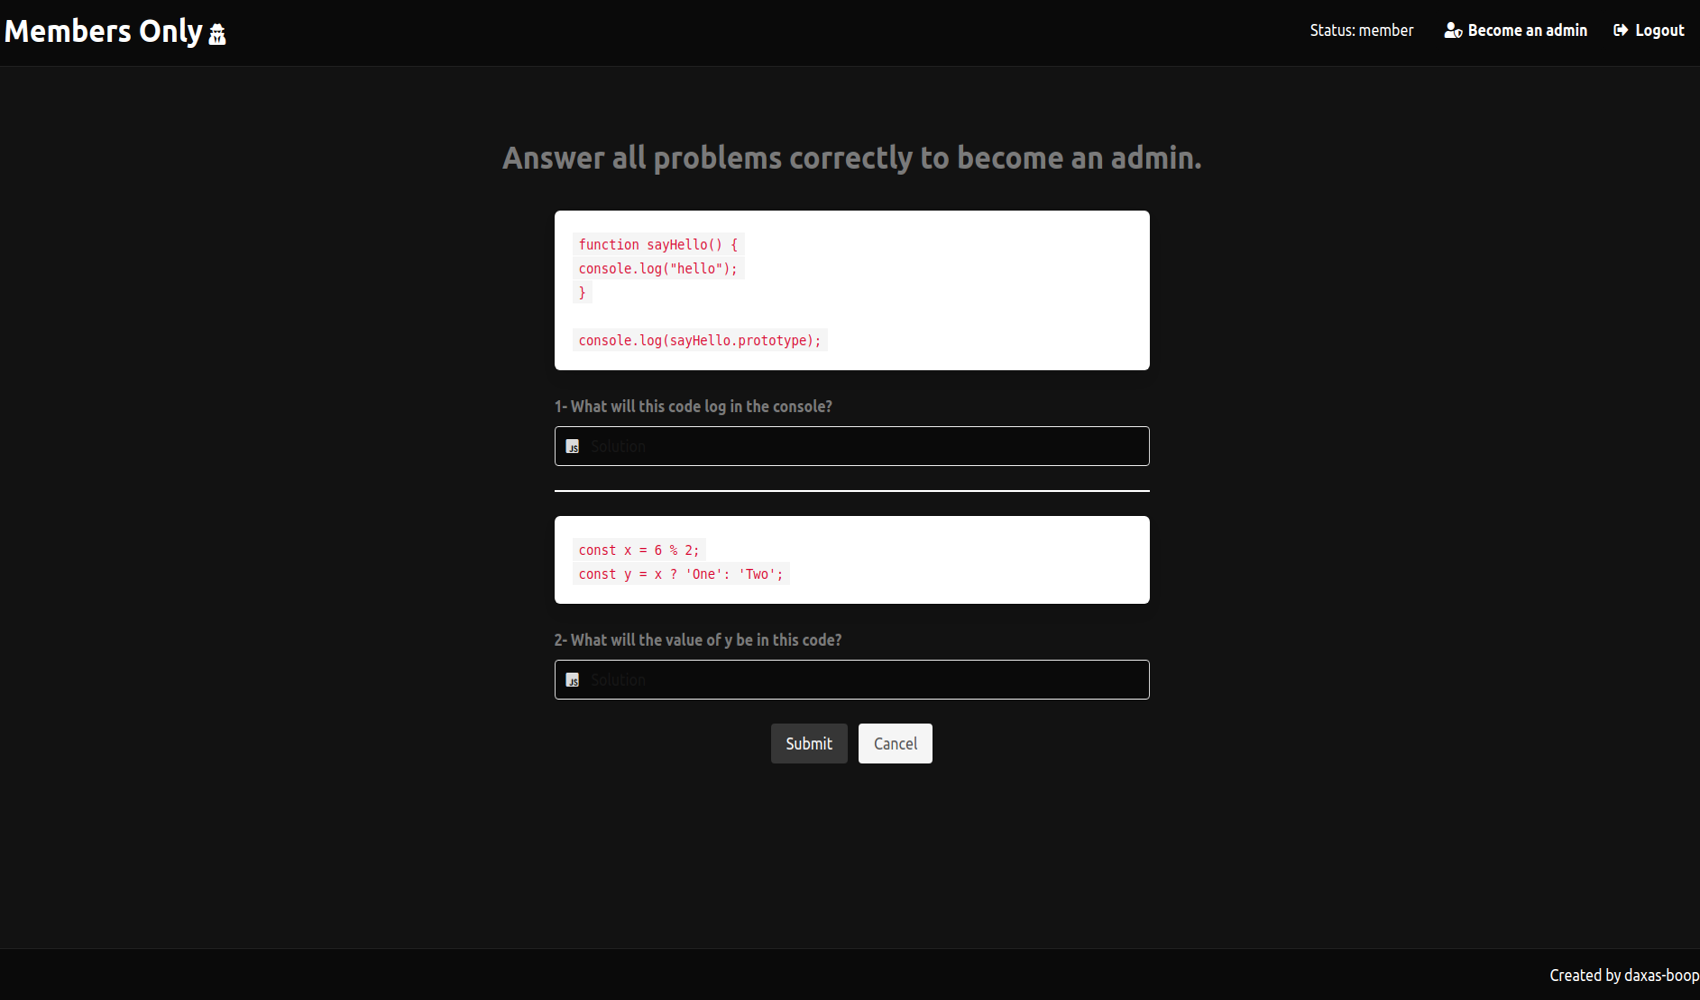 Members Only
Status: member
Become an admin
Logout
Answer all problems correctly to become an admin.
function sayHello() {
console.log("hello");
}
console.log(sayHello.prototype);
1- What will this code log in the console?
JS
Solution
const x = 6 % 2;
const y = x ? 'One': 'Two';
2- What will the value of y be in this code?
JS
Solution
Submit
Cancel
Created by daxas-boop